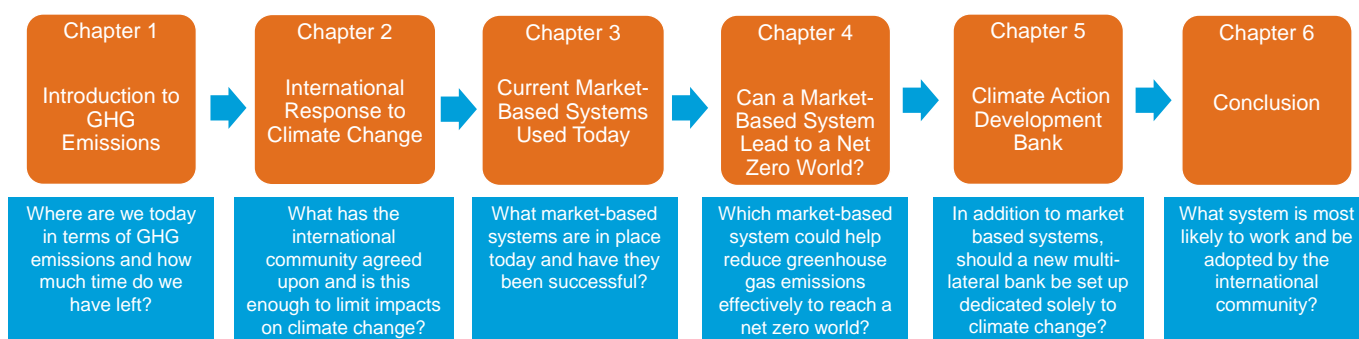 Chapter 1
Introduction to
GHG
Emissions
Chapter 2
International
Response to
Climate Change
Chapter 3
Current Market-
Based Systems
Used Today
Chapter 4
Can a Market-
Based System
Lead to a Net
Zero World?
Chapter 5
Climate Action
Development
Bank
Chapter 6
Conclusion
Where are we today
in terms of GHG
emissions and how
much time do we
have left?
What has the
international
community agreed
upon and is this
enough to limit impacts
on climate change?
What market-based
systems are in place
today and have they
been successful?
Which market-based
system could help
reduce greenhouse
gas emissions
effectively to reach a
net zero world?
In addition to market
based systems,
should a new multi-
lateral bank be set up
dedicated solely to
climate change?
What system is most
likely to work and be
adopted by the
international
community?